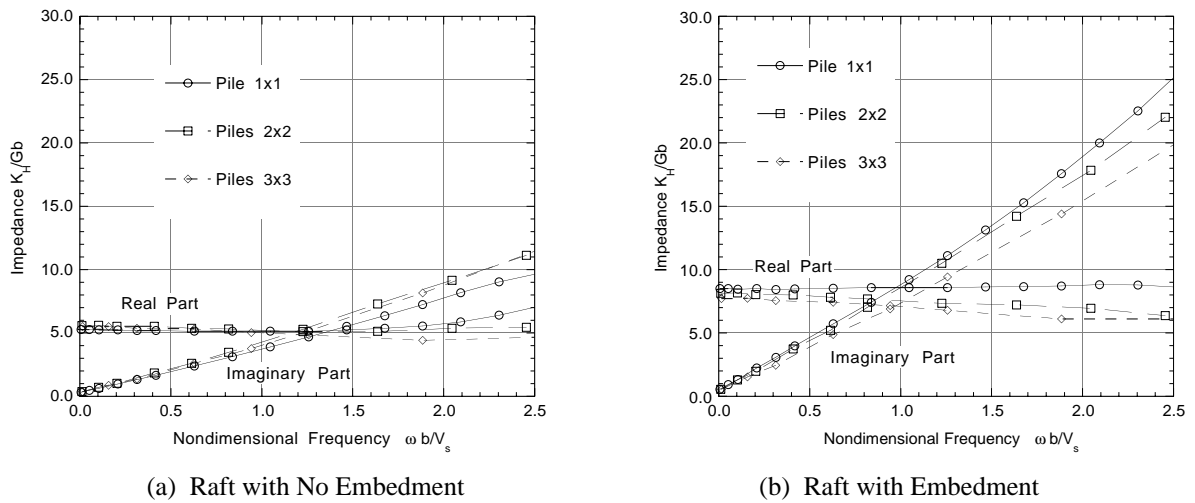 (a)
30.0
25.0
20.0
15.0
10.0
5.0
0.0
Impedance K_H/Gb
Pile 1x1
Piles 2x2
Piles 3x3
Real Part
Imaginary Part
0.0 0.5 1.0 1.5 2.0 2.5
Nondimensional Frequency ω b/V_s
(a) Raft with No Embedment
(b)
30.0
25.0
20.0
15.0
10.0
5.0
0.0
Impedance K_H/Gb
Pile 1x1
Piles 2x2
Piles 3x3
Real Part
Imaginary Part
0.0 0.5 1.0 1.5 2.0 2.5
Nondimensional Frequency ω b/V_s
(b) Raft with Embedment